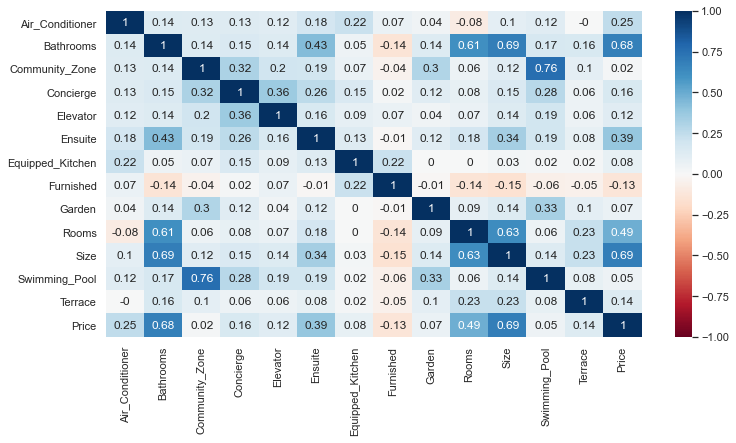 Air_Conditioner 1 0.14 0.13 0.13 0.12 0.18 0.22 0.07 0.04 -0.08 0.1 0.12 -0 0.25
Bathrooms 0.14 1 0.14 0.15 0.14 0.43 0.05 -0.14 0.14 0.61 0.69 0.17 0.16 0.68
Community_Zone 0.13 0.14 1 0.32 0.2 0.19 0.07 -0.04 0.3 0.06 0.12 0.76 0.1 0.02
Concierge 0.13 0.15 0.32 1 0.36 0.26 0.15 0.02 0.12 0.08 0.15 0.28 0.06 0.16
Elevator 0.12 0.14 0.2 0.36 1 0.16 0.09 0.07 0.04 0.07 0.14 0.19 0.06 0.12
Ensuite 0.18 0.43 0.19 0.26 0.16 1 0.13 -0.01 0.12 0.18 0.34 0.19 0.08 0.39
Equipped_Kitchen 0.22 0.05 0.07 0.15 0.09 0.13 1 0.22 0 0 0.03 0.02 0.02 0.08
Furnished 0.07 -0.14 -0.04 0.02 0.07 -0.01 0.22 1 -0.01 -0.14 -0.15 -0.06 -0.05 -0.13
Garden 0.04 0.14 0.3 0.12 0.04 0.12 0 -0.01 1 0.09 0.14 0.33 0.1 0.07
Rooms -0.08 0.61 0.06 0.08 0.07 0.18 0 -0.14 0.09 1 0.63 0.06 0.23 0.49
Size 0.1 0.69 0.12 0.15 0.14 0.34 0.03 -0.15 0.14 0.63 1 0.14 0.23 0.69
Swimming_Pool 0.12 0.17 0.76 0.28 0.19 0.19 0.02 -0.06 0.33 0.06 0.14 1 0.08 0.05
Terrace -0 0.16 0.1 0.06 0.06 0.08 0.02 -0.05 0.1 0.23 0.23 0.08 1 0.14
Price 0.25 0.68 0.02 0.16 0.12 0.39 0.08 -0.13 0.07 0.49 0.69 0.05 0.14 1
Air_Conditioner
Bathrooms
Community_Zone
Concierge
Elevator
Ensuite
Equipped_Kitchen
Furnished
Garden
Rooms
Size
Swimming_Pool
Terrace
Price
1.00
0.75
0.50
0.25
0.00
-0.25
-0.50
-0.75
-1.00